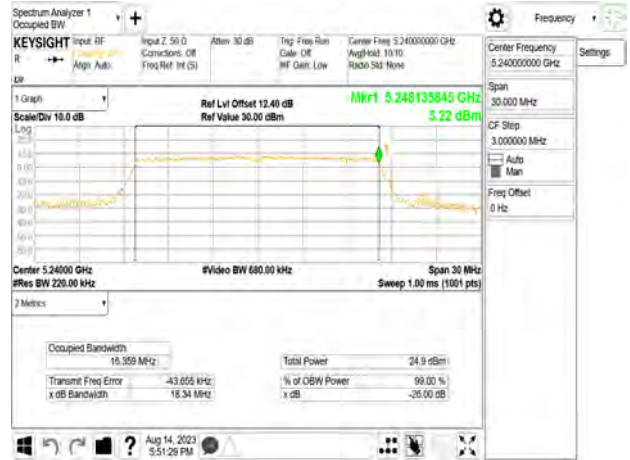 Spectrum Analyzer 1
Occupied BW
Frequency
KEYSIGHT
Input: RF
Input Z: 50 Ω
Atten: 30 dB
Trig: Free Run
Center Freq: 5.240000000 GHz
R
Align: Auto
Corrections: Off
Freq Ref: Int (S)
Gate: Off
#IF Gain: Low
Avg|Hold: 10/10
Radio Std: None
Center Frequency
5.240000000 GHz
Settings
Span
30.000 MHz
CF Step
3.000000 MHz
Auto
Man
Freq Offset
0 Hz
1 Graph
Scale/Div 10.0 dB
Ref Lvl Offset 12.40 dB
Ref Value 30.00 dBm
Mkr1 5.248135845 GHz
Log
0.00
Center 5.24000 GHz
#Res BW 220.00 kHz
#Video BW 680.00 kHz
Span 30 MHz
Sweep 1.00 ms (1001 pts)
2 Metrics
Occupied Bandwidth
16.359 MHz
Total Power
24.9 dBm
Transmit Freq Error
-43.655 kHz
% of OBW Power
99.00 %
x dB Bandwidth
18.34 MHz
x dB
-26.00 dB
Aug 14, 2023
5:51:29 PM